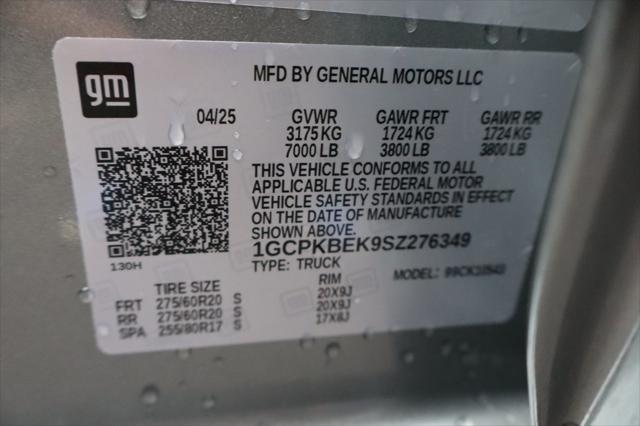 gm
MFD BY GENERAL MOTORS LLC
04/25 GVWR GAWR FRT GAWR RR
3175 KG 1724 KG 1724 KG
7000 LB 3800 LB 3800 LB
THIS VEHICLE CONFORMS TO ALL
APPLICABLE U.S. FEDERAL MOTOR
VEHICLE SAFETY STANDARDS IN EFFECT
ON THE DATE OF MANUFACTURE
SHOWN ABOVE.
1GCPKBEK9SZ276349
130H
TYPE: TRUCK MODEL:
TIRE SIZE RIM
FRT 275/60R20 S 20X9J
RR 275/60R20 S 20X9J
SPA 255/80R17 S 17X8J